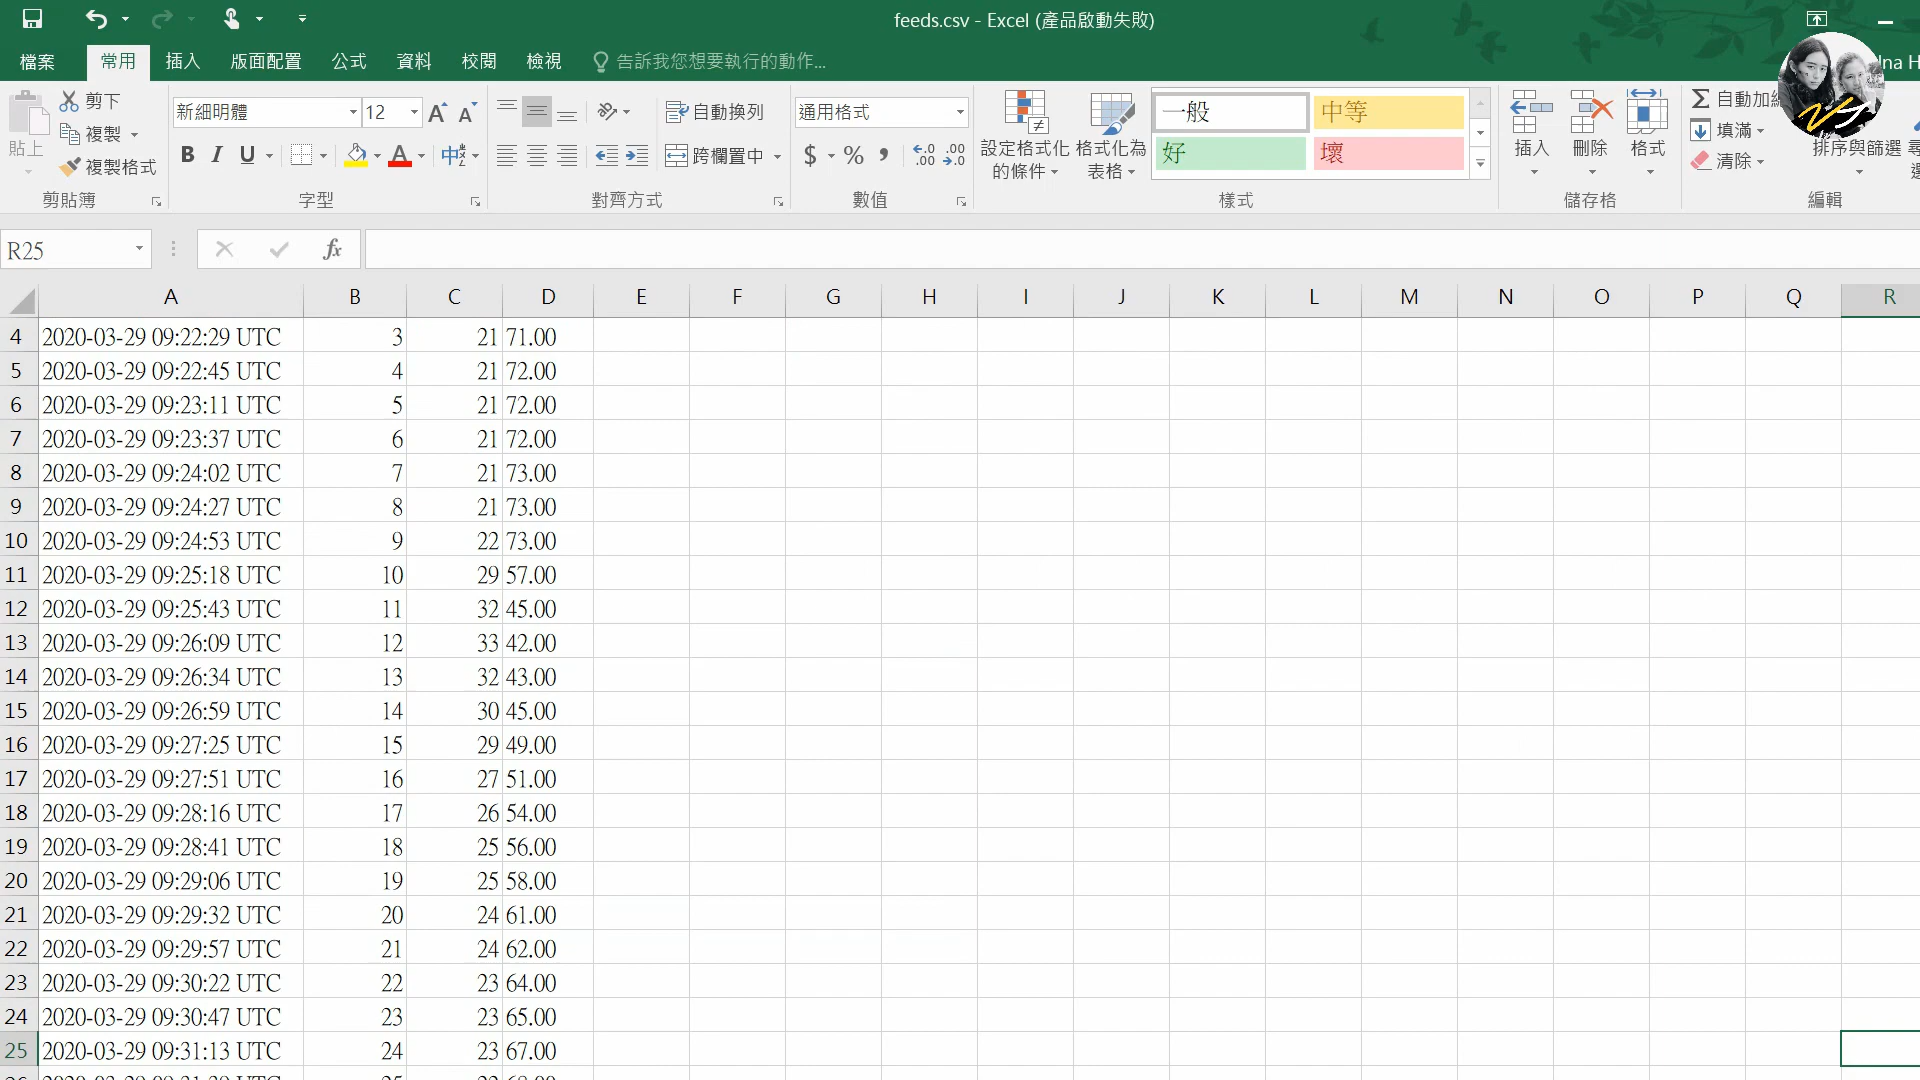 feeds.csv - Excel (產品啟動失敗)
檔案 常用 插入 版面配置 公式 資料 校閱 檢視 告訴我您想要執行的動作...
貼上 剪下 複製 複製格式 剪貼簿
新細明體 12 B I U A 中 字型
自動換列 跨欄置中 對齊方式
通用格式 $ % , .0 .00 .00 .0 數值
設定格式化的條件 格式化為表格 一般 中等 好 壞 樣式
插入 刪除 格式 儲存格
Σ 自動加 填滿 清除 排序與篩選 編輯
R25 fx
A B C D E F G H I J K L M N O P Q R
4 2020-03-29 09:22:29 UTC 3 21 71.00
5 2020-03-29 09:22:45 UTC 4 21 72.00
6 2020-03-29 09:23:11 UTC 5 21 72.00
7 2020-03-29 09:23:37 UTC 6 21 72.00
8 2020-03-29 09:24:02 UTC 7 21 73.00
9 2020-03-29 09:24:27 UTC 8 21 73.00
10 2020-03-29 09:24:53 UTC 9 22 73.00
11 2020-03-29 09:25:18 UTC 10 29 57.00
12 2020-03-29 09:25:43 UTC 11 32 45.00
13 2020-03-29 09:26:09 UTC 12 33 42.00
14 2020-03-29 09:26:34 UTC 13 32 43.00
15 2020-03-29 09:26:59 UTC 14 30 45.00
16 2020-03-29 09:27:25 UTC 15 29 49.00
17 2020-03-29 09:27:51 UTC 16 27 51.00
18 2020-03-29 09:28:16 UTC 17 26 54.00
19 2020-03-29 09:28:41 UTC 18 25 56.00
20 2020-03-29 09:29:06 UTC 19 25 58.00
21 2020-03-29 09:29:32 UTC 20 24 61.00
22 2020-03-29 09:29:57 UTC 21 24 62.00
23 2020-03-29 09:30:22 UTC 22 23 64.00
24 2020-03-29 09:30:47 UTC 23 23 65.00
25 2020-03-29 09:31:13 UTC 24 23 67.00